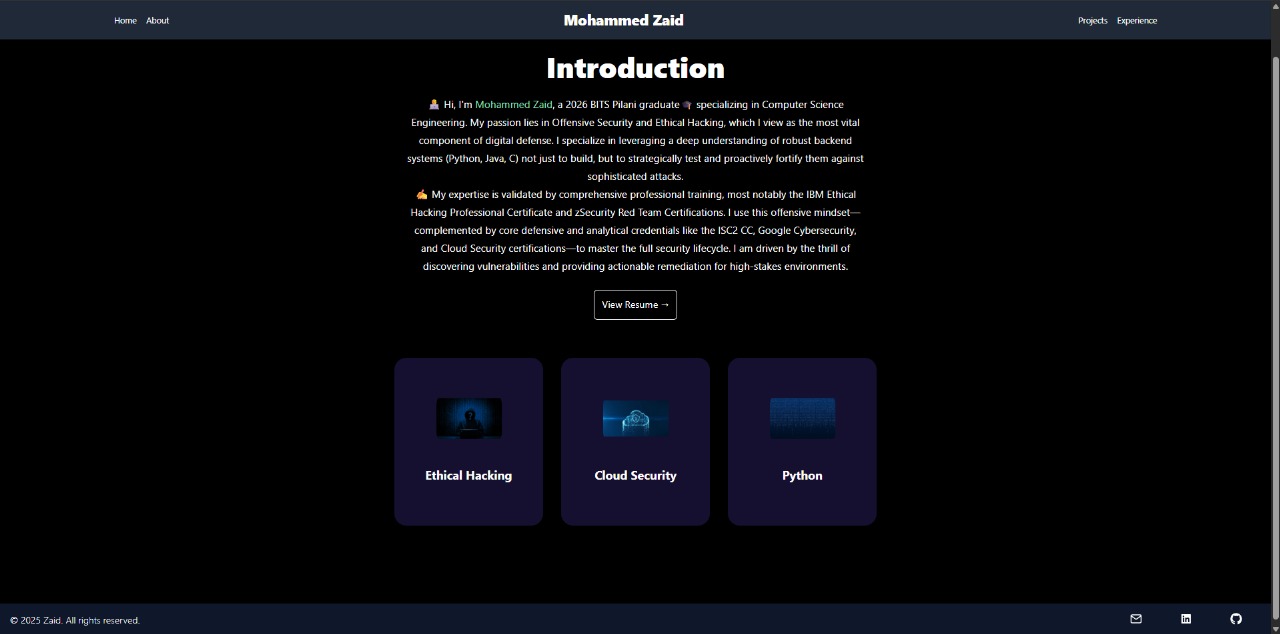 Home About Mohammed Zaid Projects Experience
Introduction
🧑‍💻 Hi, I'm Mohammed Zaid, a 2026 BITS Pilani graduate 🎓 specializing in Computer Science
Engineering. My passion lies in Offensive Security and Ethical Hacking, which I view as the most vital
component of digital defense. I specialize in leveraging a deep understanding of robust backend
systems (Python, Java, C) not just to build, but to strategically test and proactively fortify them against
sophisticated attacks.
✍️ My expertise is validated by comprehensive professional training, most notably the IBM Ethical
Hacking Professional Certificate and zSecurity Red Team Certifications. I use this offensive mindset—
complemented by core defensive and analytical credentials like the ISC2 CC, Google Cybersecurity,
and Cloud Security certifications—to master the full security lifecycle. I am driven by the thrill of
discovering vulnerabilities and providing actionable remediation for high-stakes environments.
View Resume →
Ethical Hacking
Cloud Security
Python
© 2025 Zaid. All rights reserved.